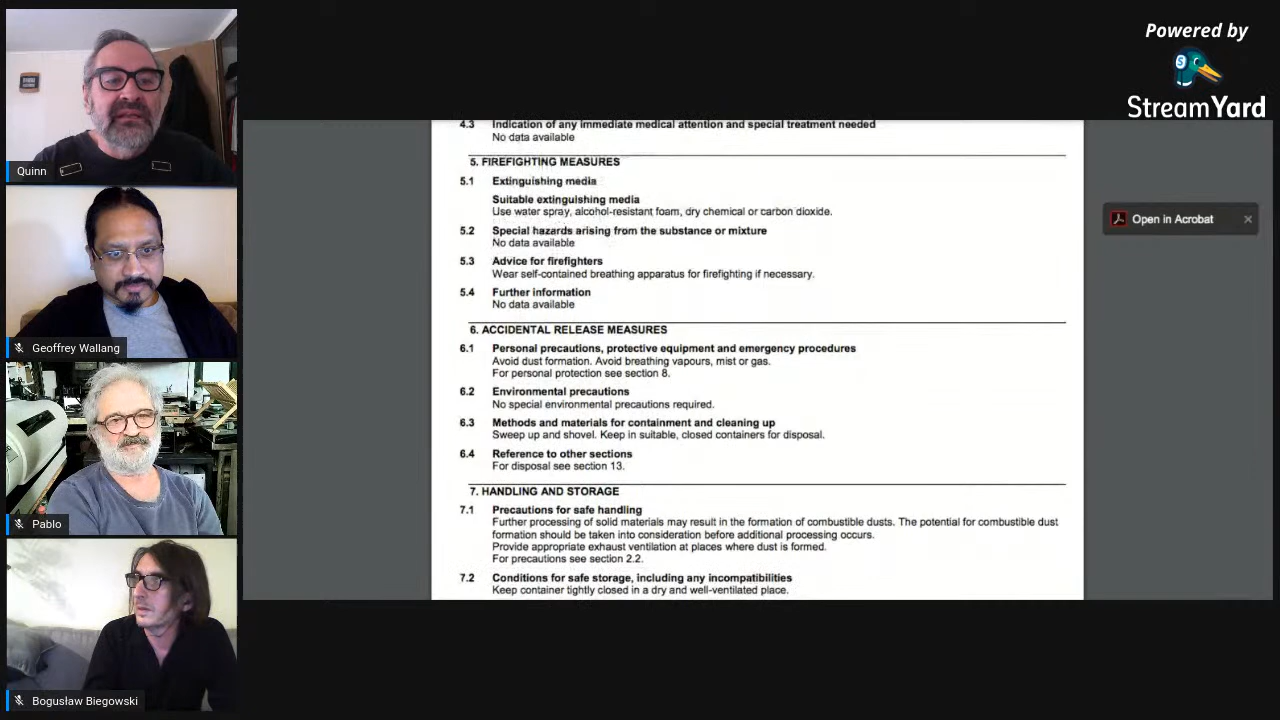 Powered by
StreamYard
Quinn
Geoffrey Wallang
Pablo
Bogusław Biegowski
4.3 Indication of any immediate medical attention and special treatment needed
No data available
5. FIREFIGHTING MEASURES
5.1 Extinguishing media
Suitable extinguishing media
Use water spray, alcohol-resistant foam, dry chemical or carbon dioxide.
5.2 Special hazards arising from the substance or mixture
No data available
5.3 Advice for firefighters
Wear self-contained breathing apparatus for firefighting if necessary.
5.4 Further information
No data available
6. ACCIDENTAL RELEASE MEASURES
6.1 Personal precautions, protective equipment and emergency procedures
Avoid dust formation. Avoid breathing vapours, mist or gas.
For personal protection see section 8.
6.2 Environmental precautions
No special environmental precautions required.
6.3 Methods and materials for containment and cleaning up
Sweep up and shovel. Keep in suitable, closed containers for disposal.
6.4 Reference to other sections
For disposal see section 13.
7. HANDLING AND STORAGE
7.1 Precautions for safe handling
Further processing of solid materials may result in the formation of combustible dusts. The potential for combustible dust
formation should be taken into consideration before additional processing occurs.
Provide appropriate exhaust ventilation at places where dust is formed.
For precautions see section 2.2.
7.2 Conditions for safe storage, including any incompatibilities
Keep container tightly closed in a dry and well-ventilated place.
Open in Acrobat